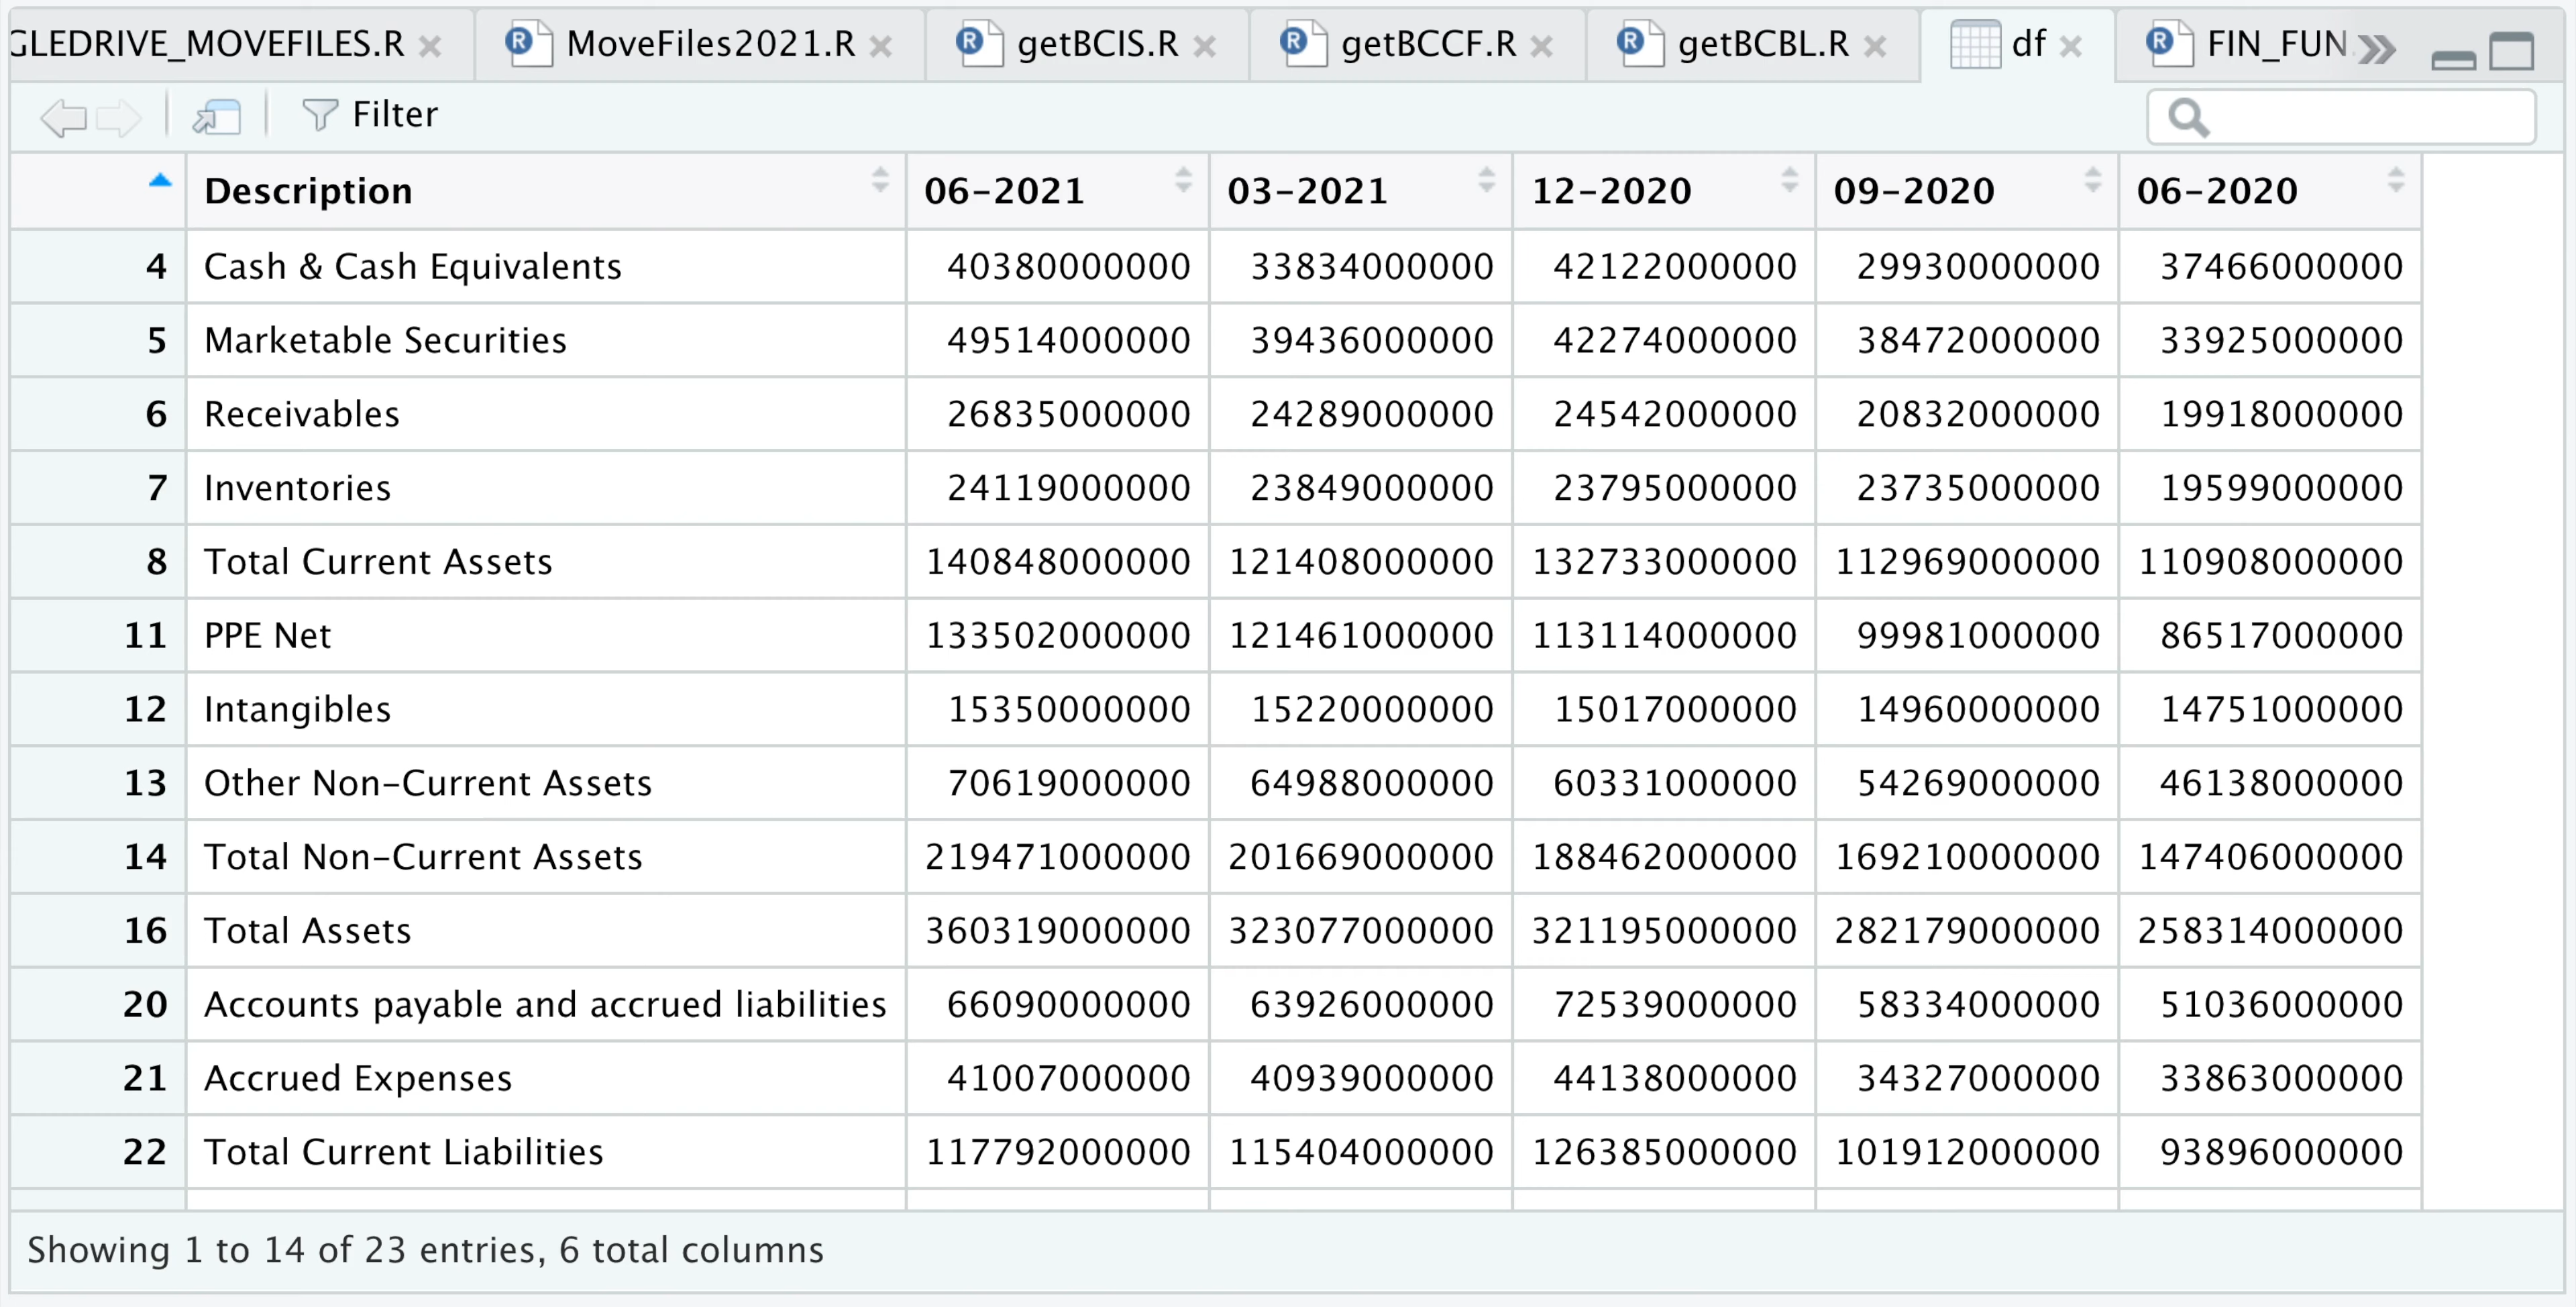 GLEDRIVE_MOVEFILES.R MoveFiles2021.R getBCIS.R getBCCF.R getBCBL.R df FIN_FUN
Filter
Description 06-2021 03-2021 12-2020 09-2020 06-2020
4 Cash & Cash Equivalents 40380000000 33834000000 42122000000 29930000000 37466000000
5 Marketable Securities 49514000000 39436000000 42274000000 38472000000 33925000000
6 Receivables 26835000000 24289000000 24542000000 20832000000 19918000000
7 Inventories 24119000000 23849000000 23795000000 23735000000 19599000000
8 Total Current Assets 140848000000 121408000000 132733000000 112969000000 110908000000
11 PPE Net 133502000000 121461000000 113114000000 99981000000 86517000000
12 Intangibles 15350000000 15220000000 15017000000 14960000000 14751000000
13 Other Non-Current Assets 70619000000 64988000000 60331000000 54269000000 46138000000
14 Total Non-Current Assets 219471000000 201669000000 188462000000 169210000000 147406000000
16 Total Assets 360319000000 323077000000 321195000000 282179000000 258314000000
20 Accounts payable and accrued liabilities 66090000000 63926000000 72539000000 58334000000 51036000000
21 Accrued Expenses 41007000000 40939000000 44138000000 34327000000 33863000000
22 Total Current Liabilities 117792000000 115404000000 126385000000 101912000000 93896000000
Showing 1 to 14 of 23 entries, 6 total columns